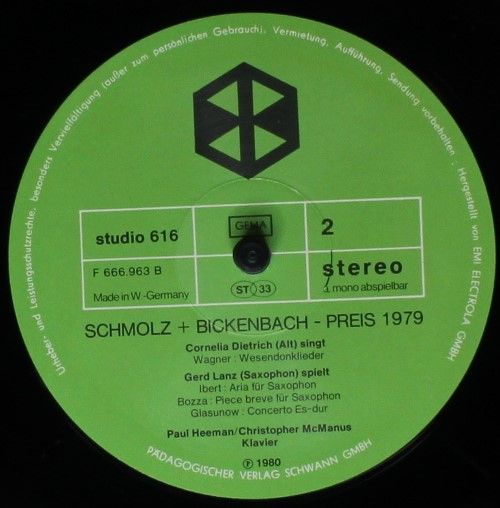 Urheber- und Leistungsschutzrechte, besonders Vervielfältigung (außer zum persönlichen Gebrauch), Vermietung, Aufführung, Sendung vorbehalten · Hergestellt von EMI ELECTROLA GMBH
studio 616
GEMA
2
F 666.963 B
Made in W.-Germany
ST 33
stereo
mono abspielbar
SCHMOLZ + BICKENBACH - PREIS 1979
Cornelia Dietrich (Alt) singt
Wagner: Wesendonklieder
Gerd Lanz (Saxophon) spielt
Ibert: Aria für Saxophon
Bozza: Piece breve für Saxophon
Glasunow: Concerto Es-dur
Paul Heeman/Christopher McManus
Klavier
℗ 1980
PÄDAGOGISCHER VERLAG SCHWANN GMBH